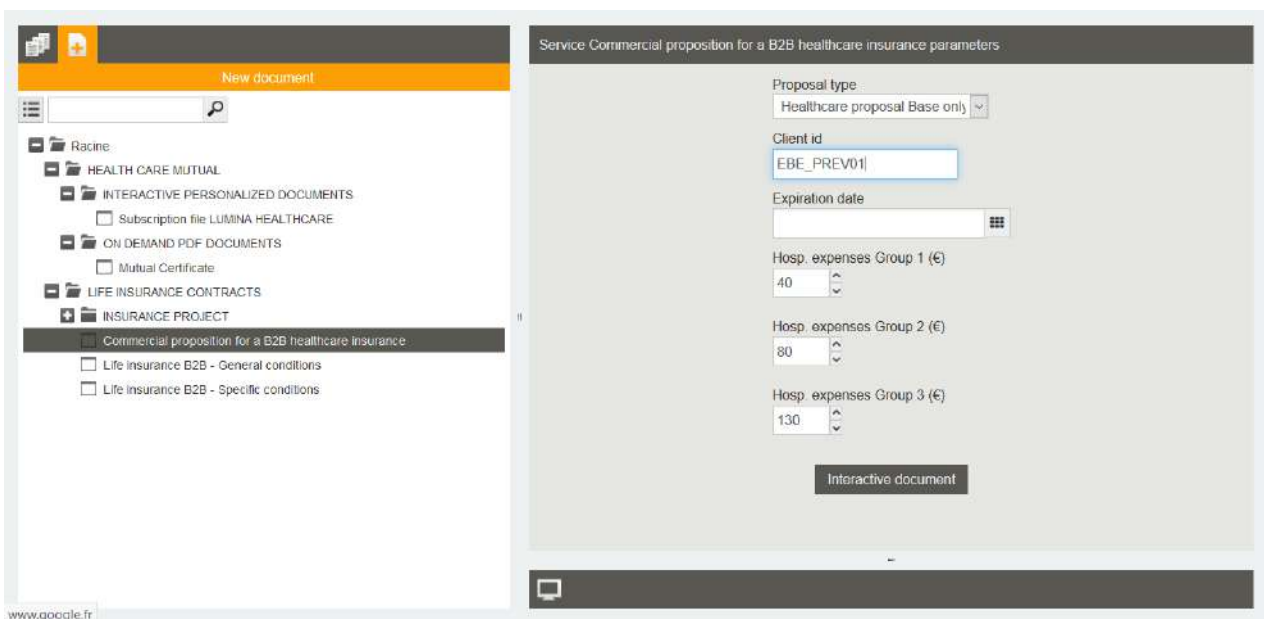 New document
Racine
HEALTH CARE MUTUAL
INTERACTIVE PERSONALIZED DOCUMENTS
Subscription file LUMINA HEALTHCARE
ON DEMAND PDF DOCUMENTS
Mutual Certificate
LIFE INSURANCE CONTRACTS
INSURANCE PROJECT
Commercial proposition for a B2B healthcare insurance
Life insurance B2B - General conditions
Life insurance B2B - Specific conditions
www.google.fr
Service Commercial proposition for a B2B healthcare insurance parameters
Proposal type
Healthcare proposal Base only
Client id
EBE_PREV01
Expiration date
Hosp. expenses Group 1 (€)
40
Hosp. expenses Group 2 (€)
80
Hosp. expenses Group 3 (€)
130
Interactive document